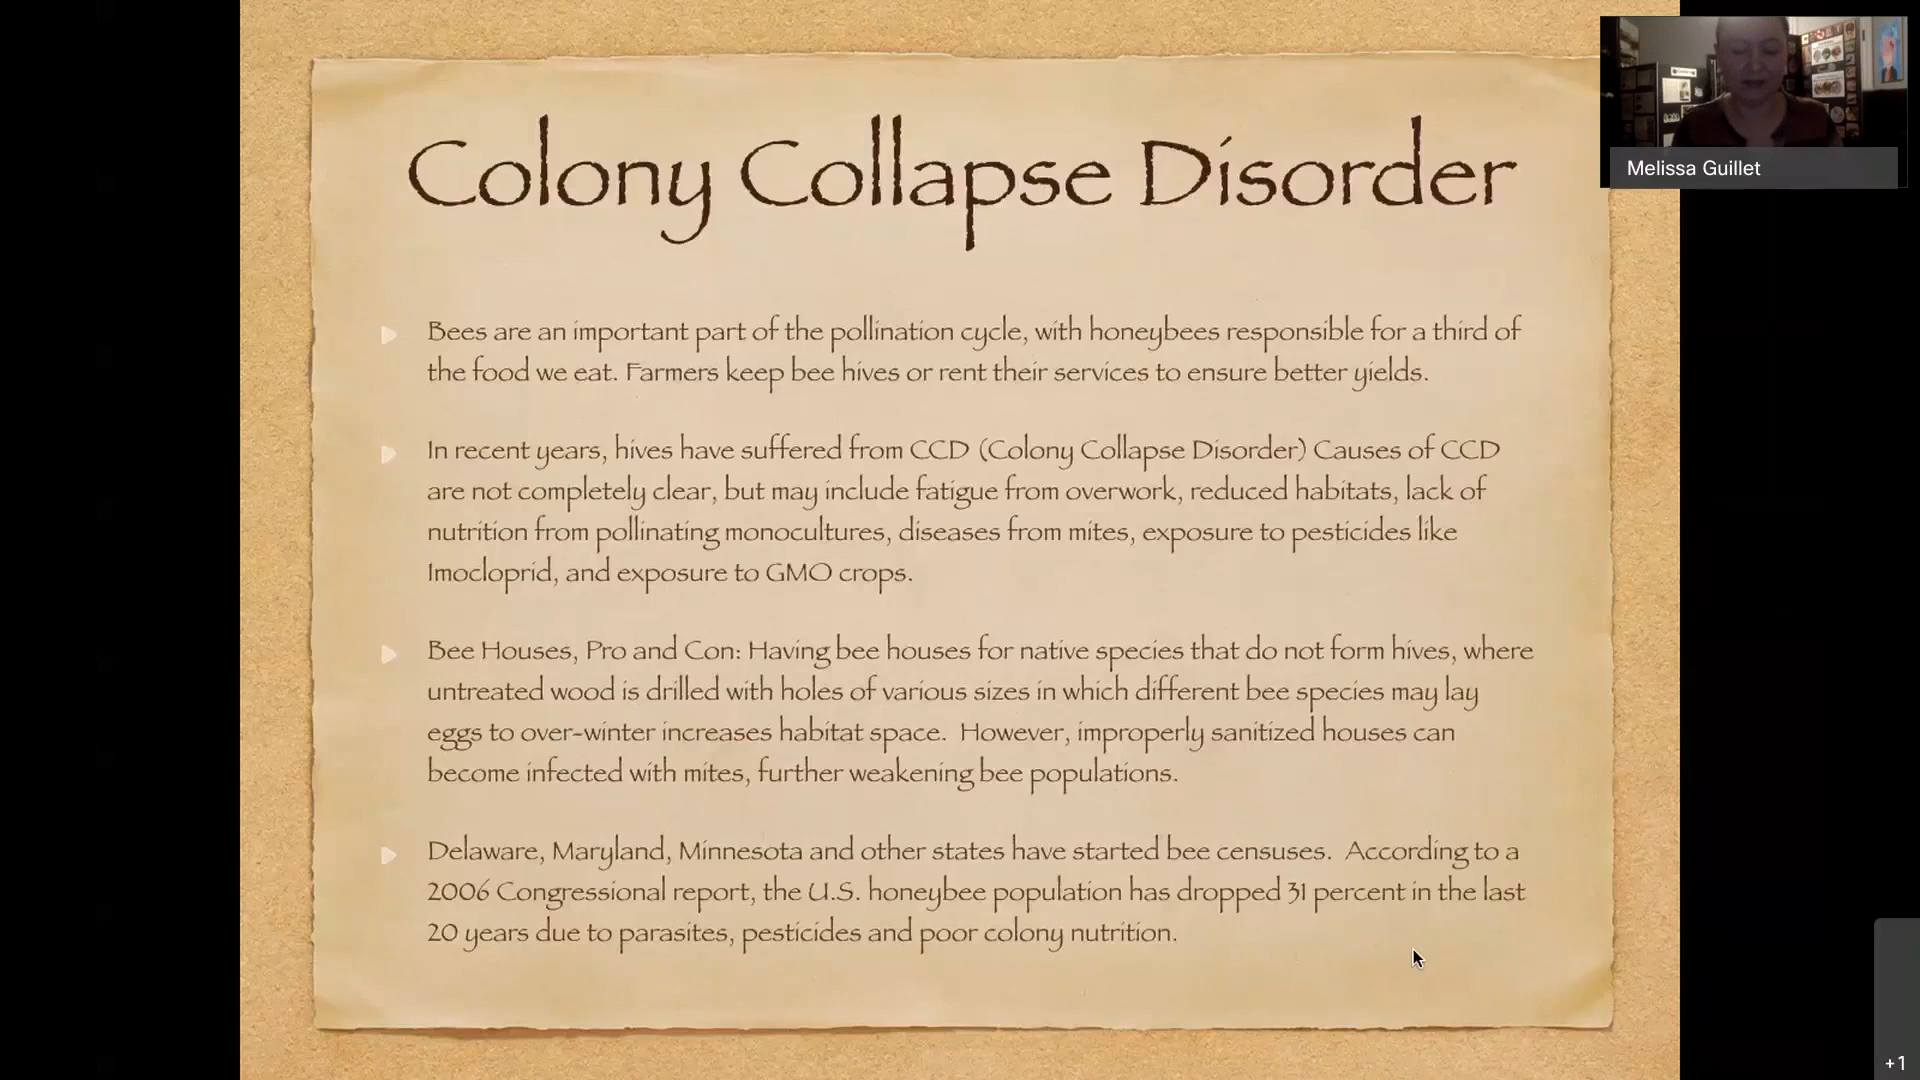 Colony Collapse Disorder
Melissa Guillet
Bees are an important part of the pollination cycle, with honeybees responsible for a third of
the food we eat. Farmers keep bee hives or rent their services to ensure better yields.
In recent years, hives have suffered from CCD (Colony Collapse Disorder) Causes of CCD
are not completely clear, but may include fatigue from overwork, reduced habitats, lack of
nutrition from pollinating monocultures, diseases from mites, exposure to pesticides like
Imocloprid, and exposure to GMO crops.
Bee Houses, Pro and Con: Having bee houses for native species that do not form hives, where
untreated wood is drilled with holes of various sizes in which different bee species may lay
eggs to over-winter increases habitat space. However, improperly sanitized houses can
become infected with mites, further weakening bee populations.
Delaware, Maryland, Minnesota and other states have started bee censuses. According to a
2006 Congressional report, the U.S. honeybee population has dropped 31 percent in the last
20 years due to parasites, pesticides and poor colony nutrition.
+1